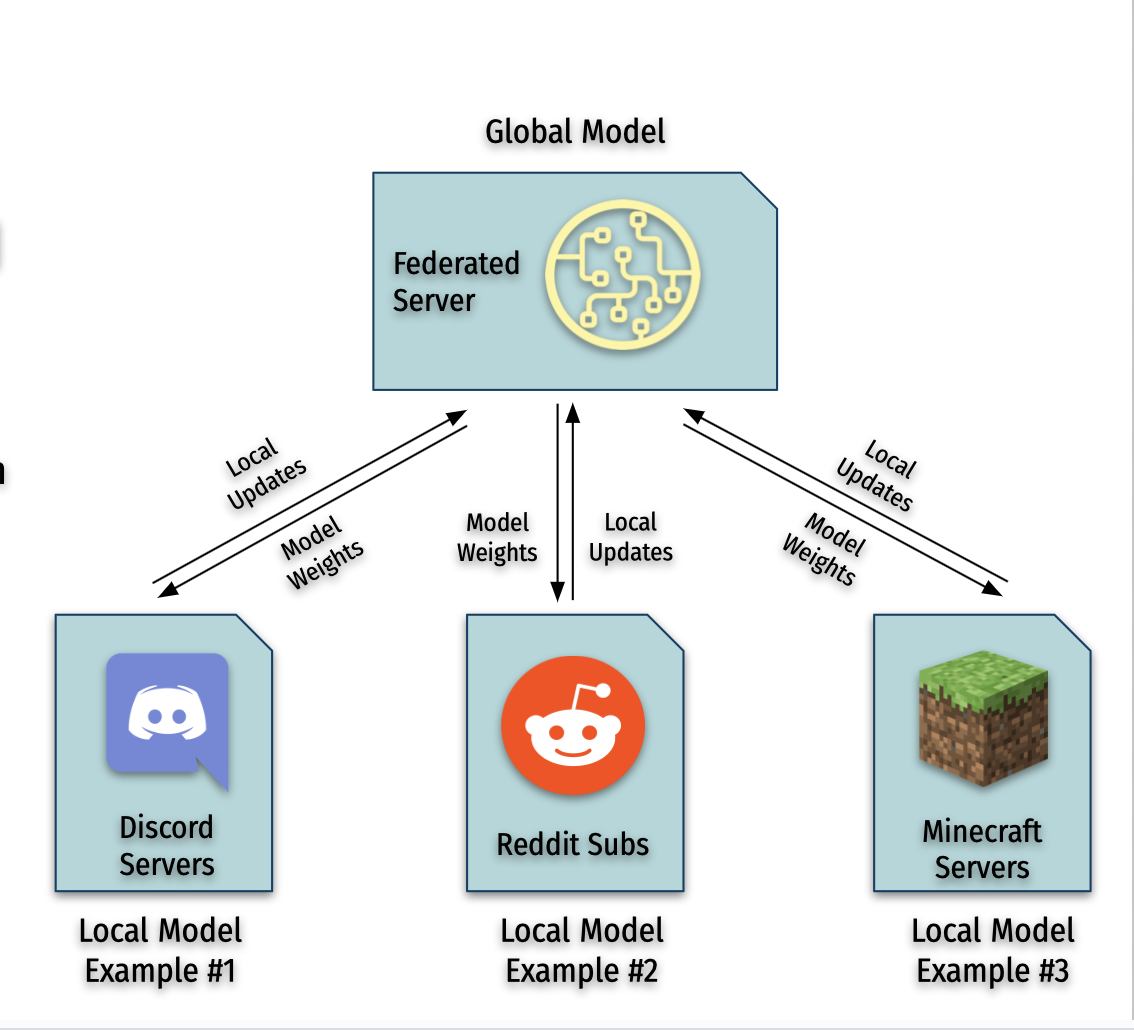 Global Model
Federated
Server
Local
Updates
Model
Weights
Model
Weights
Local
Updates
Local
Updates
Model
Weights
Discord
Servers
Reddit Subs
Minecraft
Servers
Local Model
Example #1
Local Model
Example #2
Local Model
Example #3